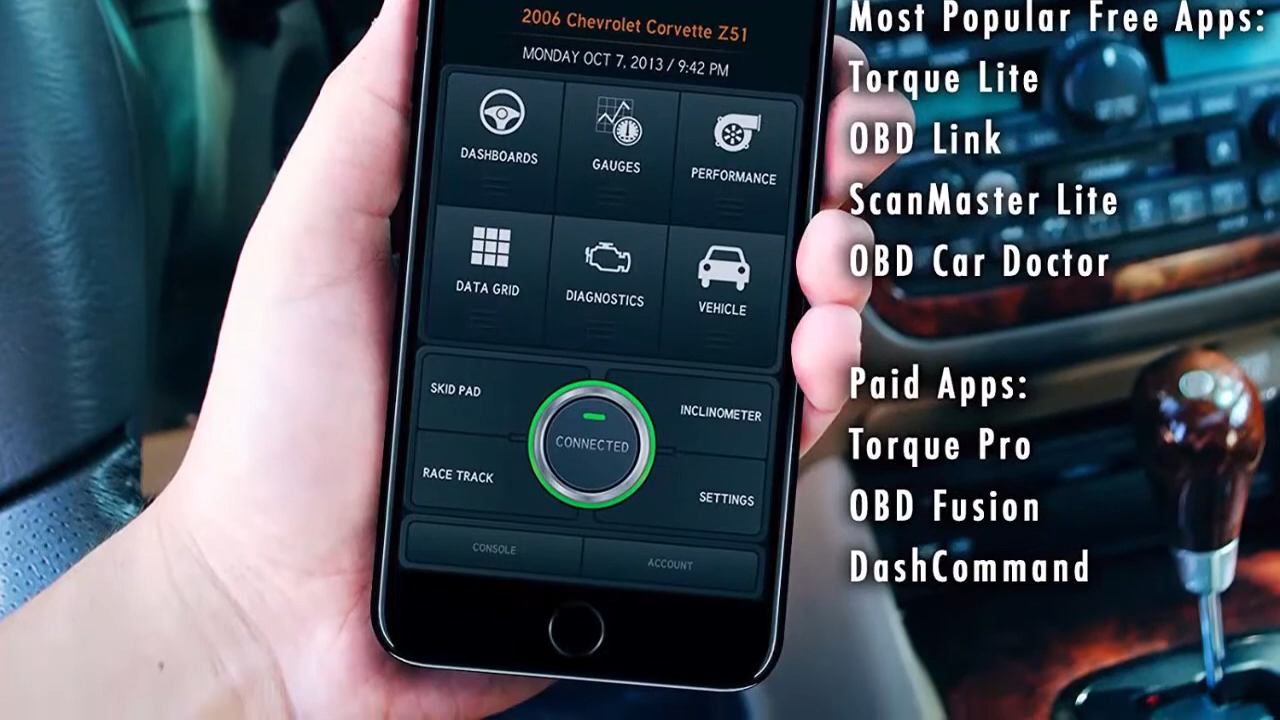 2006 Chevrolet Corvette Z51
MONDAY OCT 7, 2013 / 9:42 PM
DASHBOARDS
GAUGES
PERFORMANCE
DATA GRID
DIAGNOSTICS
VEHICLE
SKID PAD
INCLINOMETER
CONNECTED
RACE TRACK
SETTINGS
CONSOLE
ACCOUNT
Most Popular Free Apps:
Torque Lite
OBD Link
ScanMaster Lite
OBD Car Doctor
Paid Apps:
Torque Pro
OBD Fusion
DashCommand